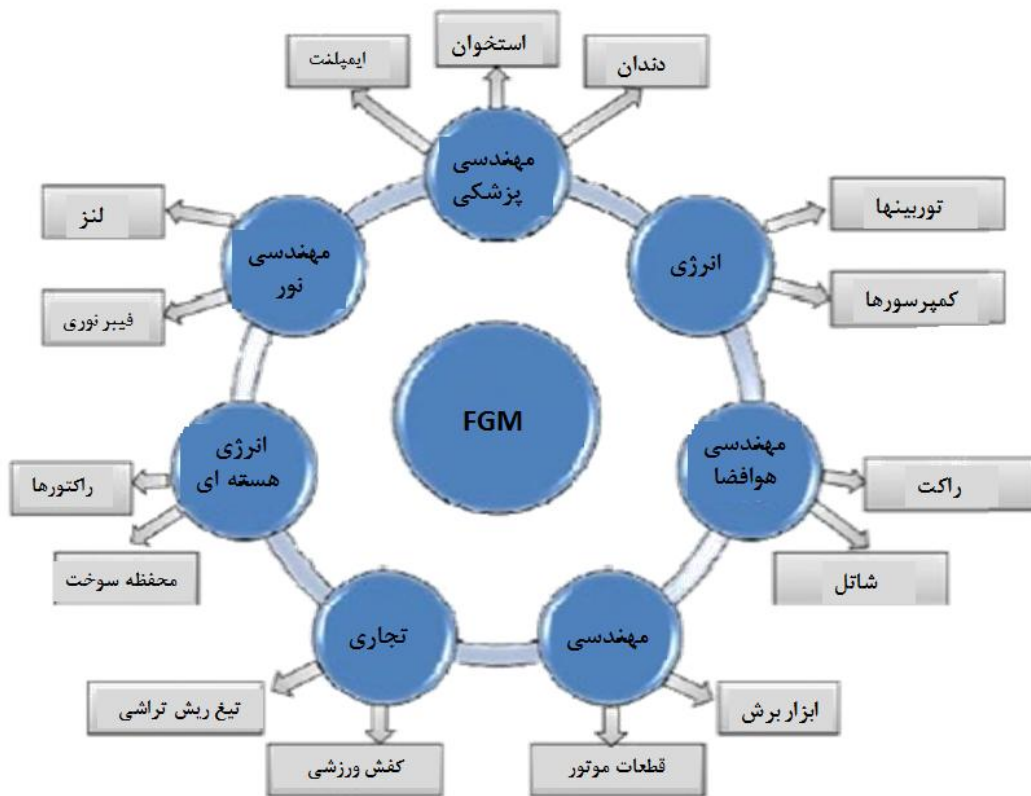 استخوان
دندان
ایمپلنت
مهندسی
پزشکی
توربینها
انرژی
کمپرسورها
لنز
مهندسی
نور
فیبر نوری
FGM
مهندسی
هوافضا
راکت
شاتل
انرژی
هسته ای
راکتورها
محفظه سوخت
مهندسی
ابزار برش
قطعات موتور
تجاری
تیغ ریش تراشی
کفش ورزشی